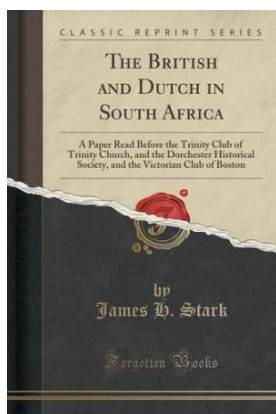 CLASSIC REPRINT SERIES
THE BRITISH
AND DUTCH IN
SOUTH AFRICA
A Paper Read Before the Trinity Club of
Trinity Church, and the Dorchester Historical
Society, and the Victorian Club of Boston
by
James H. Stark
Forgotten Books